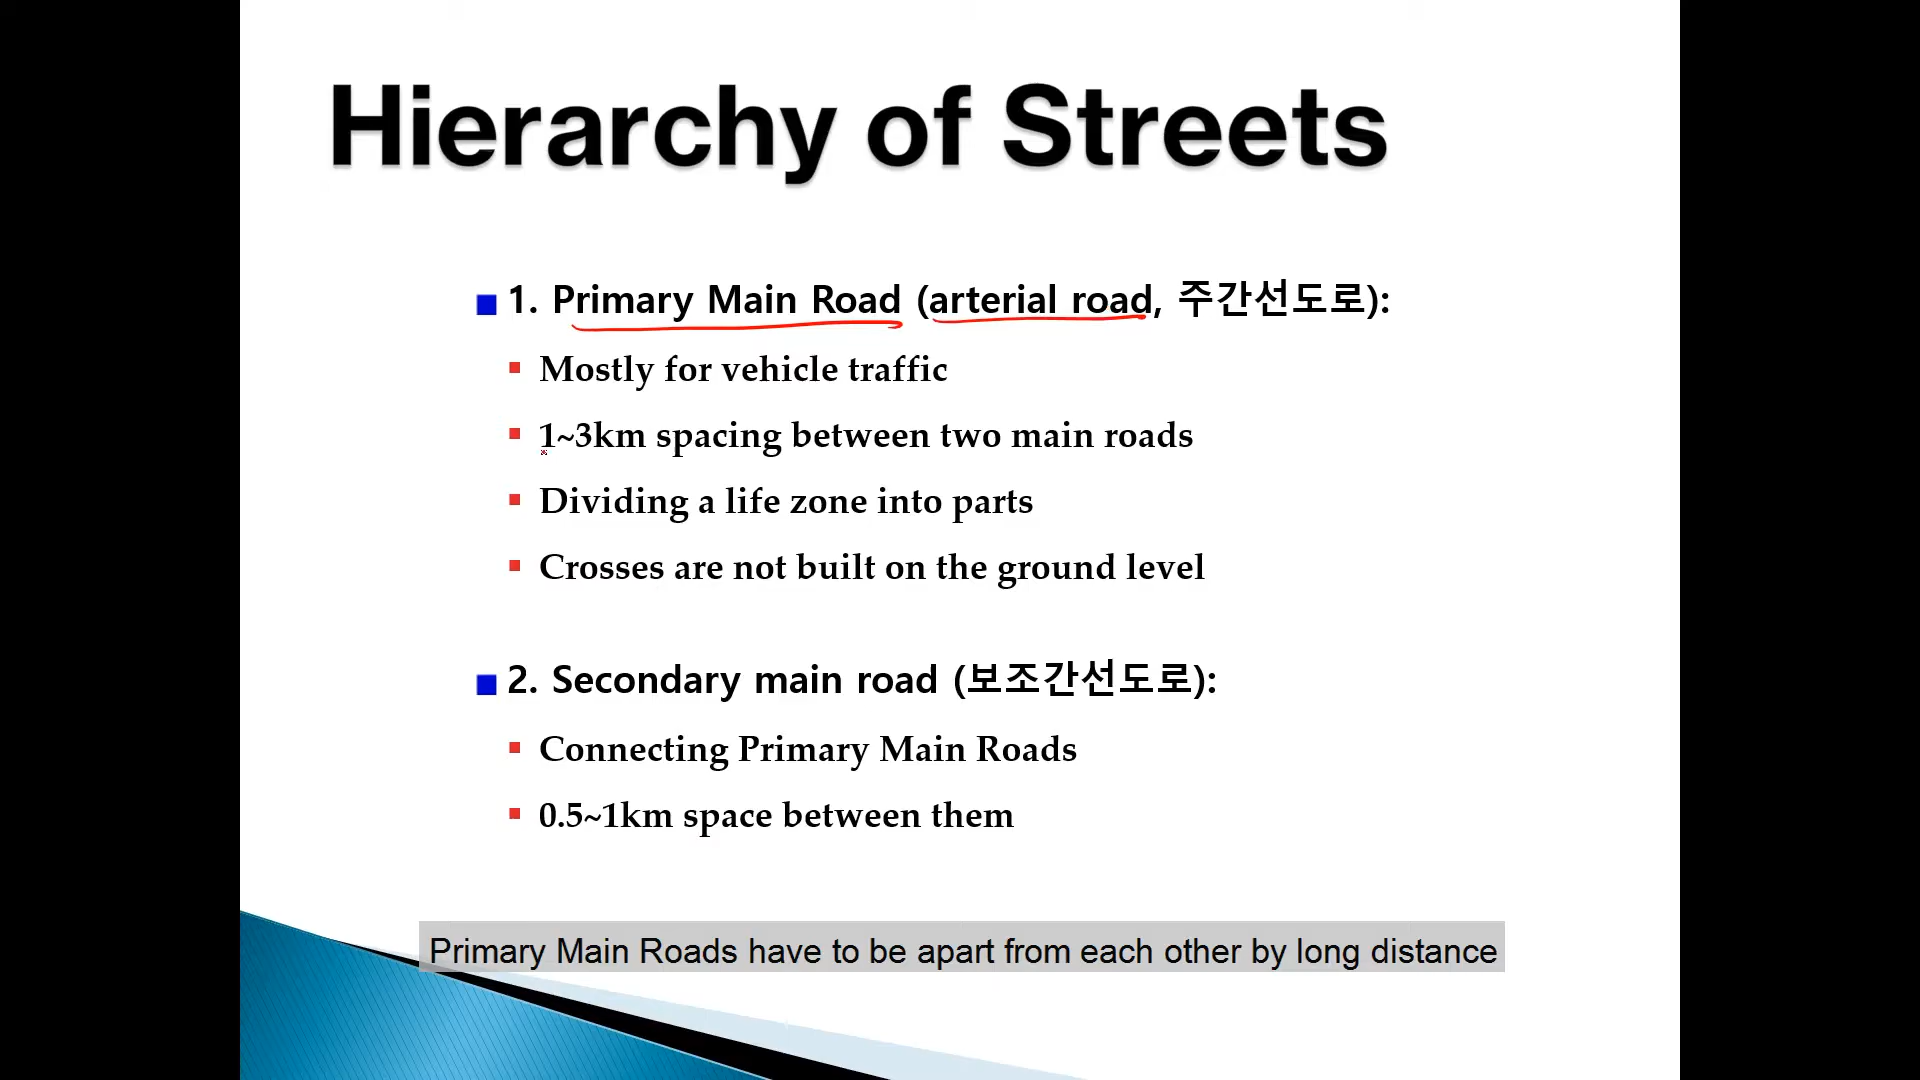 Hierarchy of Streets
1. Primary Main Road (arterial road, 주간선도로):
Mostly for vehicle traffic
1~3km spacing between two main roads
Dividing a life zone into parts
Crosses are not built on the ground level
2. Secondary main road (보조간선도로):
Connecting Primary Main Roads
0.5~1km space between them
Primary Main Roads have to be apart from each other by long distance